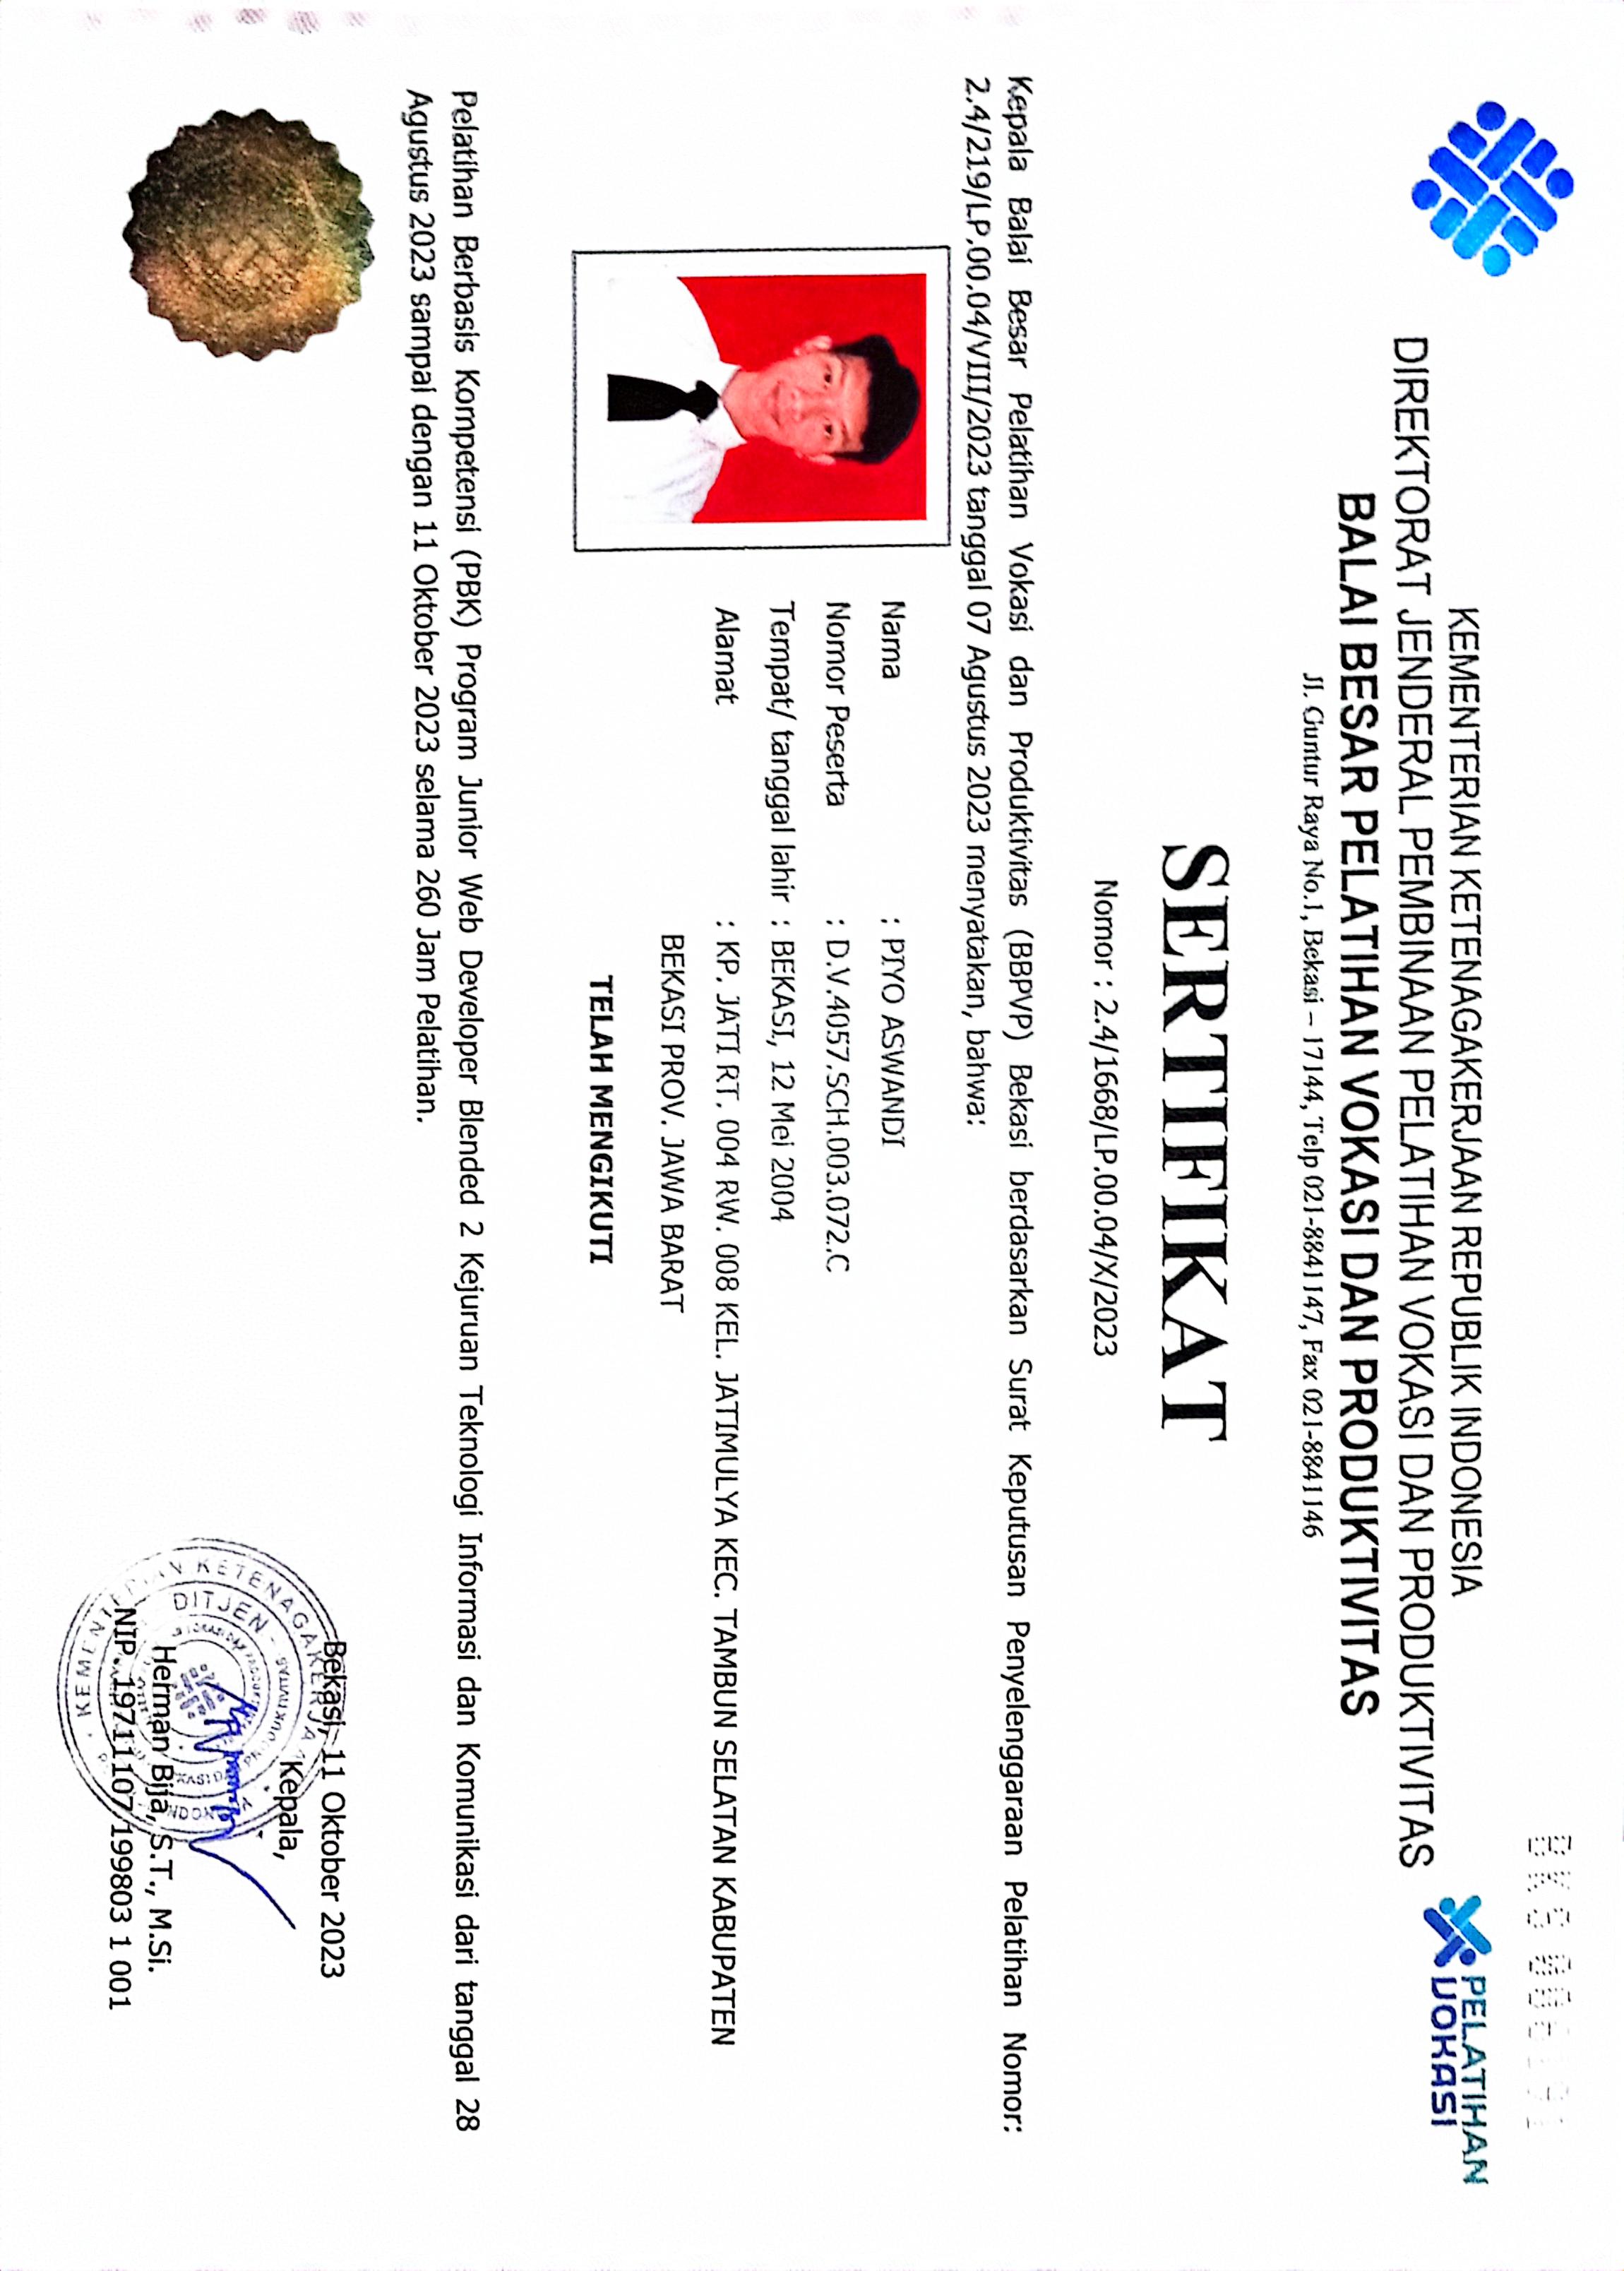 BKS 006191
PELATIHAN
VOKASI
KEMENTERIAN KETENAGAKERJAAN REPUBLIK INDONESIA
DIREKTORAT JENDERAL PEMBINAAN PELATIHAN VOKASI DAN PRODUKTIVITAS
BALAI BESAR PELATIHAN VOKASI DAN PRODUKTIVITAS
Jl. Guntur Raya No.1, Bekasi – 17144, Telp 021-8841147, Fax 021-8841146
SERTIFIKAT
Nomor : 2.4/1668/LP.00.04/X/2023
Kepala Balai Besar Pelatihan Vokasi dan Produktivitas (BBPVP) Bekasi berdasarkan Surat Keputusan Penyelenggaraan Pelatihan Nomor:
2.4/219/LP.00.04/VIII/2023 tanggal 07 Agustus 2023 menyatakan, bahwa:
Nama : PIYO ASWANDI
Nomor Peserta : D.V.4057.SCH.003.072.C
Tempat/ tanggal lahir : BEKASI, 12 Mei 2004
Alamat : KP. JATI RT. 004 RW. 008 KEL. JATIMULYA KEC. TAMBUN SELATAN KABUPATEN
BEKASI PROV. JAWA BARAT
TELAH MENGIKUTI
Pelatihan Berbasis Kompetensi (PBK) Program Junior Web Developer Blended 2 Kejuruan Teknologi Informasi dan Komunikasi dari tanggal 28
Agustus 2023 sampai dengan 11 Oktober 2023 selama 260 Jam Pelatihan.
Bekasi, 11 Oktober 2023
Kepala,
DITJEN
Herman Bija, S.T., M.Si.
NIP. 19711107 199803 1 001